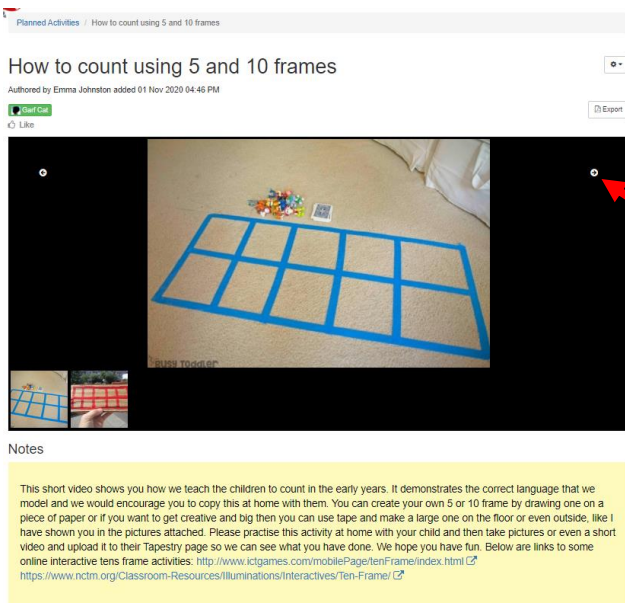 Planned Activities / How to count using 5 and 10 frames
How to count using 5 and 10 frames
Authored by Emma Johnston added 01 Nov 2020 04:46 PM
Garf Cat
Export
Like
BUSY TODDLER
Notes
This short video shows you how we teach the children to count in the early years. It demonstrates the correct language that we
model and we would encourage you to copy this at home with them. You can create your own 5 or 10 frame by drawing one on a
piece of paper or if you want to get creative and big then you can use tape and make a large one on the floor or even outside, like I
have shown you in the pictures attached. Please practise this activity at home with your child and then take pictures or even a short
video and upload it to their Tapestry page so we can see what you have done. We hope you have fun. Below are links to some
online interactive tens frame activities: http://www.ictgames.com/mobilePage/tenFrame/index.html
https://www.nctm.org/Classroom-Resources/Illuminations/Interactives/Ten-Frame/